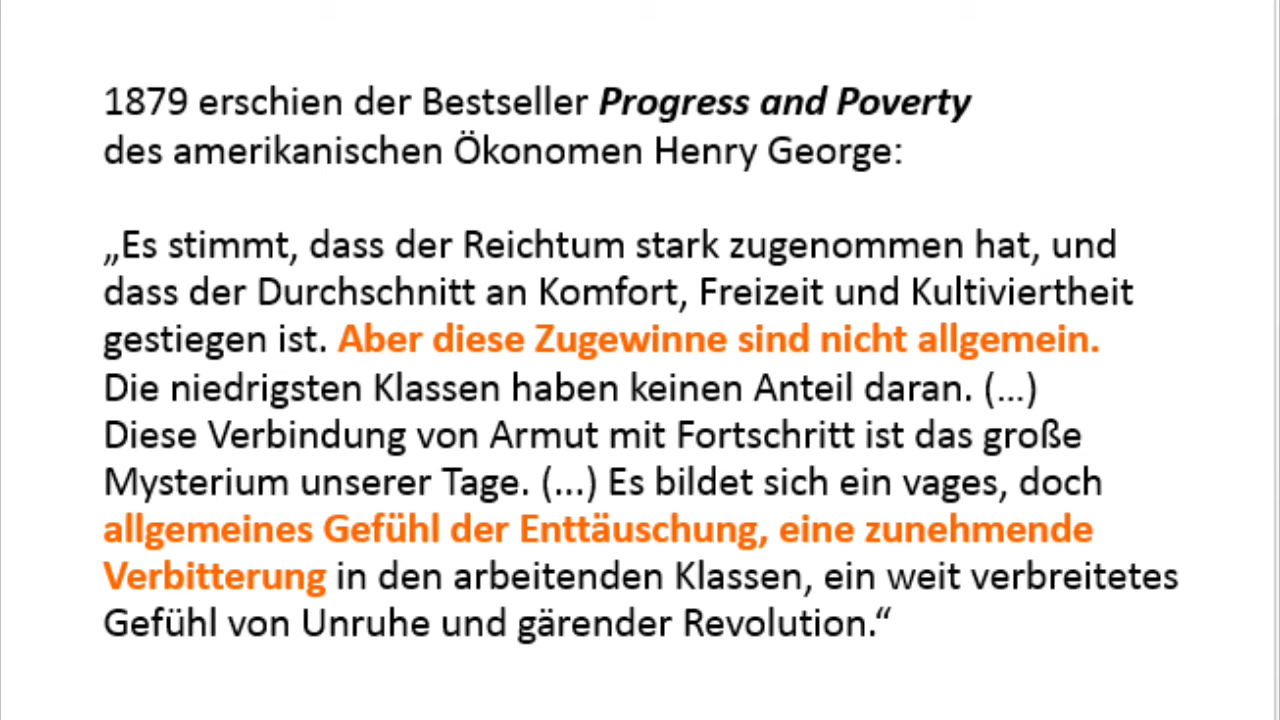 1879 erschien der Bestseller Progress and Poverty
des amerikanischen Ökonomen Henry George:
„Es stimmt, dass der Reichtum stark zugenommen hat, und
dass der Durchschnitt an Komfort, Freizeit und Kultiviertheit
gestiegen ist. Aber diese Zugewinne sind nicht allgemein.
Die niedrigsten Klassen haben keinen Anteil daran. (...)
Diese Verbindung von Armut mit Fortschritt ist das große
Mysterium unserer Tage. (...) Es bildet sich ein vages, doch
allgemeines Gefühl der Enttäuschung, eine zunehmende
Verbitterung in den arbeitenden Klassen, ein weit verbreitetes
Gefühl von Unruhe und gärender Revolution.“